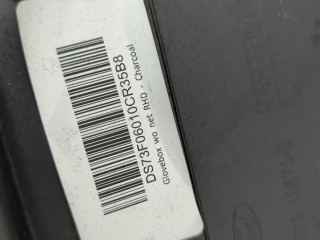 DS73F06010CR35B8
Glovebox wo net RHD - Charcoal